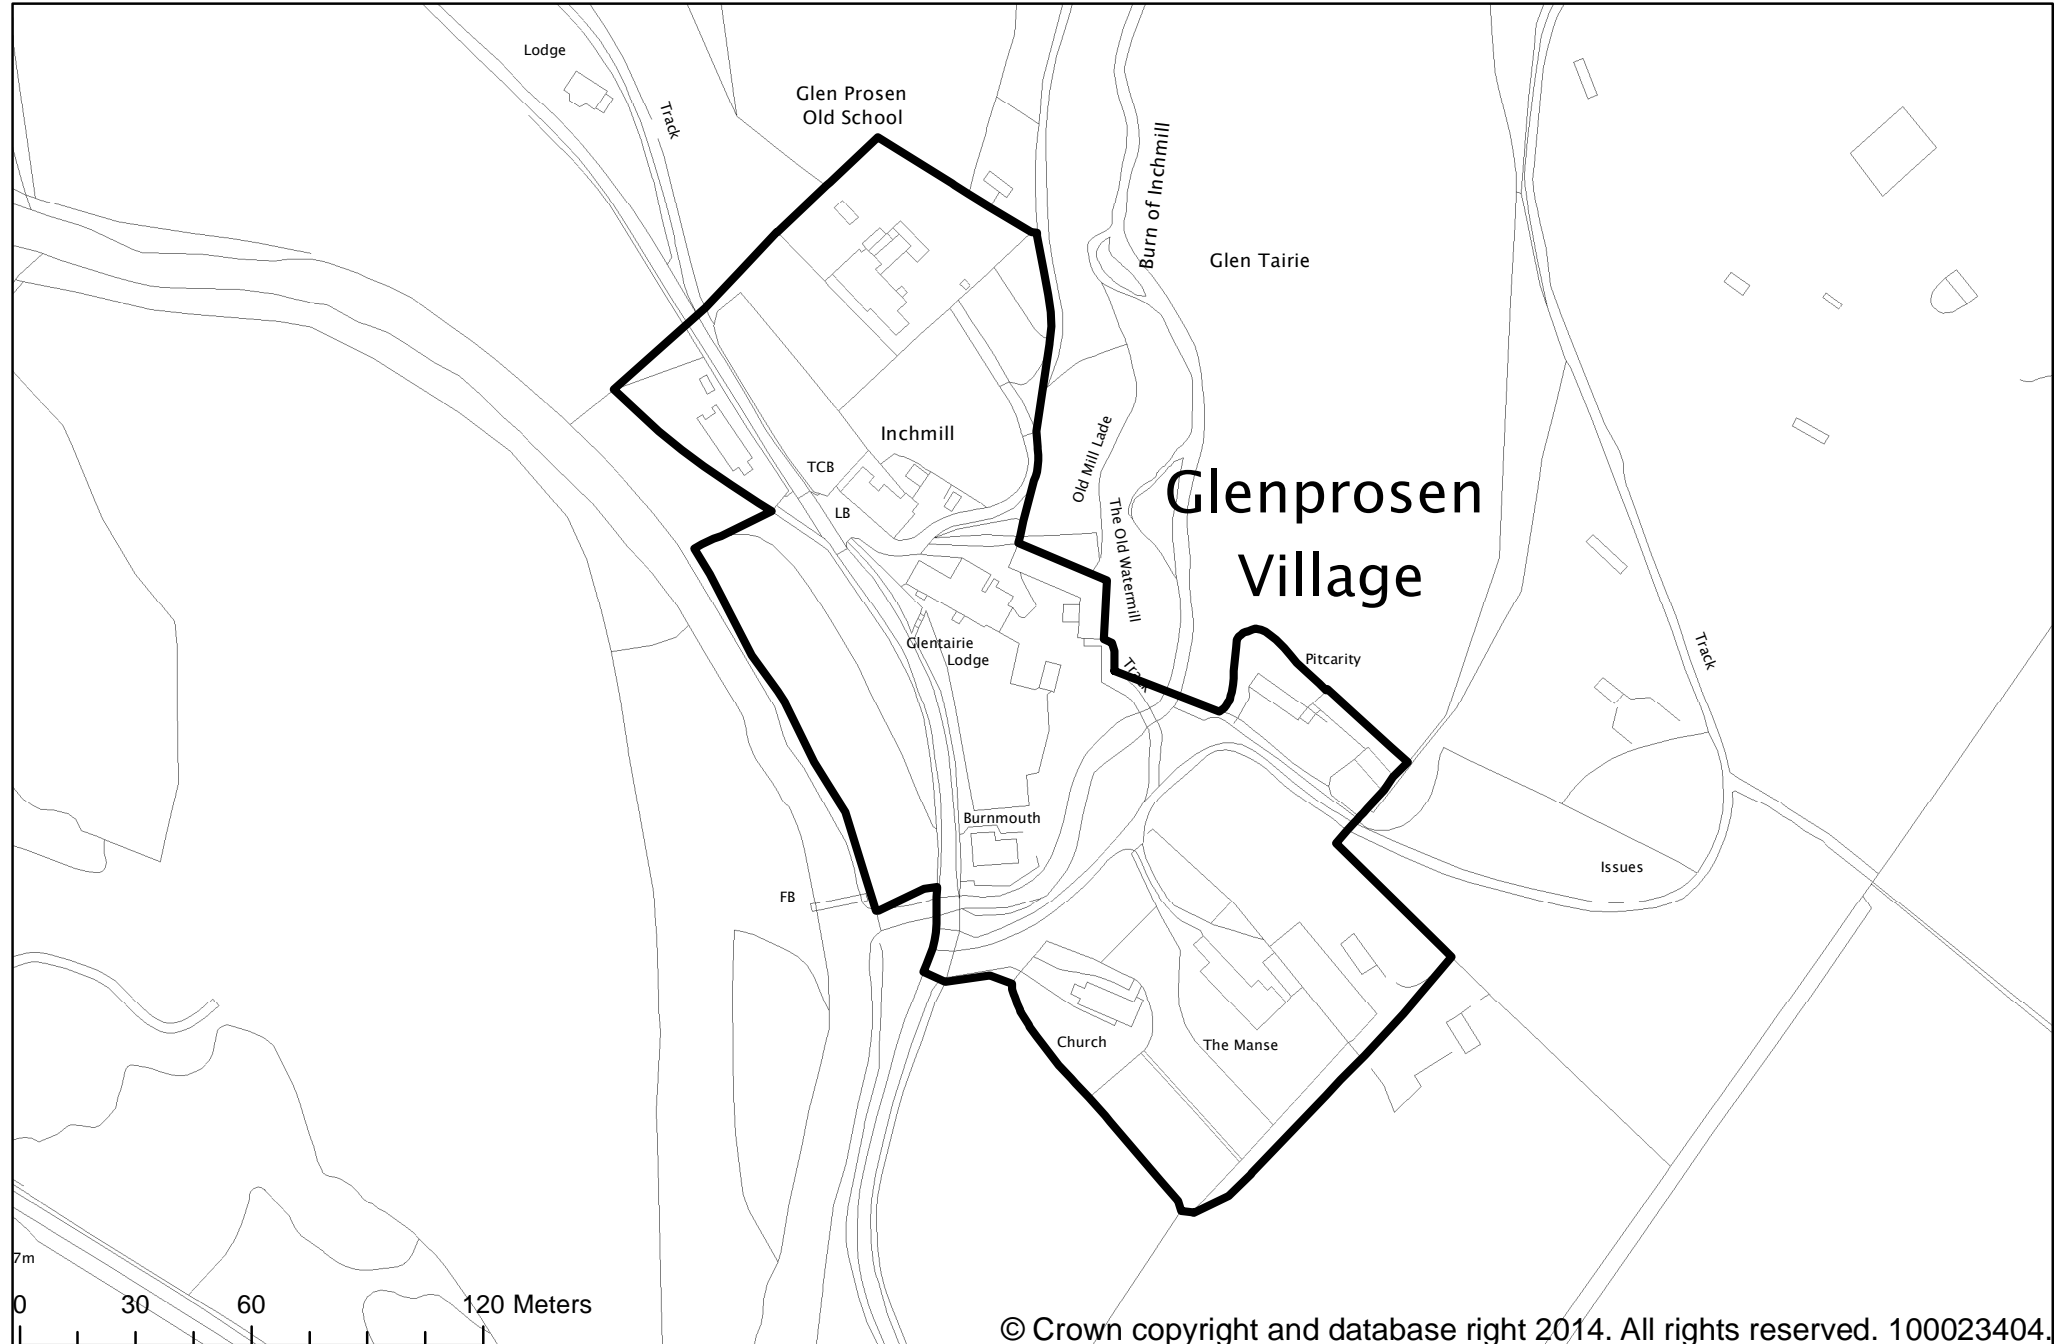 Lodge
Track
Glen Prosen
Old School
Burn of Inchmill
Glen Tairie
Inchmill
TCB
LB
Old Mill Lade
The Old Watermill
Glenprosen
Village
Glentairie
Lodge
Track
Pitcarity
Track
Burnmouth
FB
Issues
Church
The Manse
7m
0 30 60 120 Meters
© Crown copyright and database right 2014. All rights reserved. 100023404.